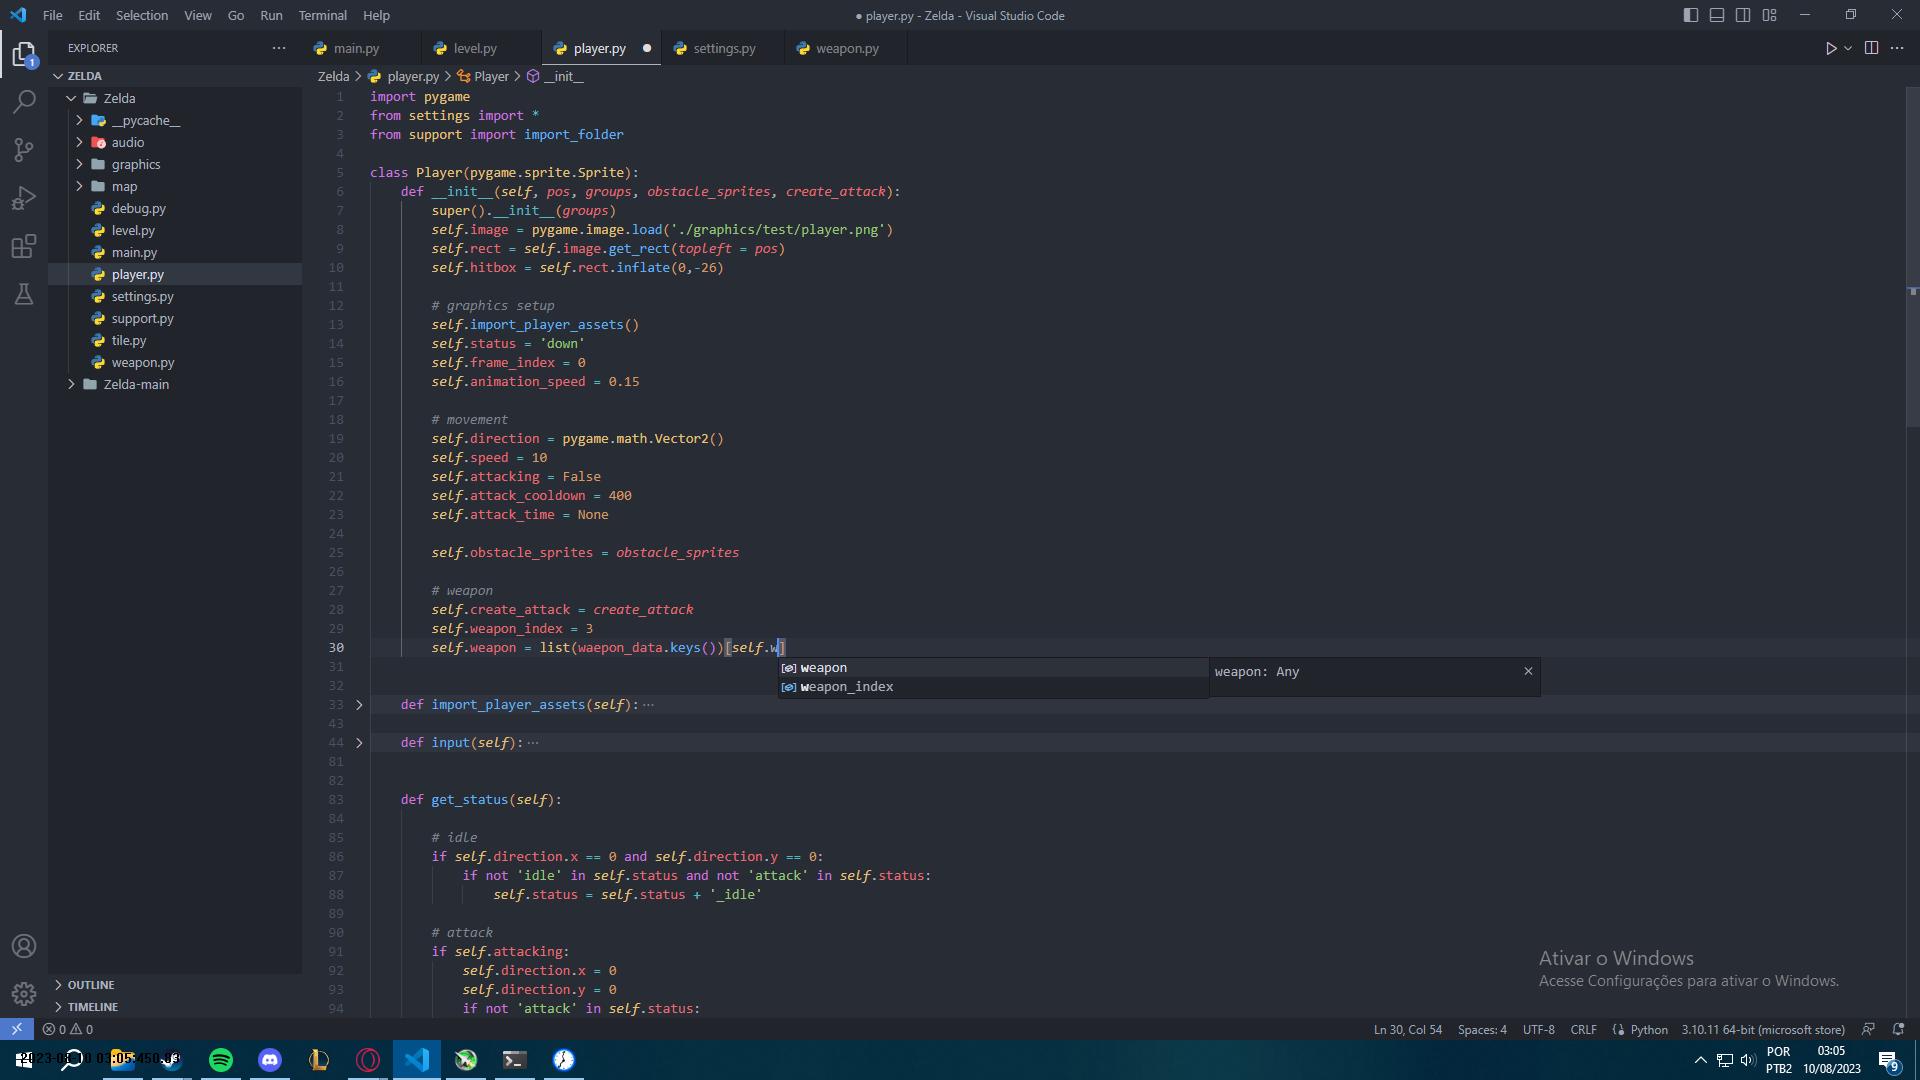 File Edit Selection View Go Run Terminal Help
● player.py - Zelda - Visual Studio Code
EXPLORER
main.py
level.py
player.py
settings.py
weapon.py
ZELDA
Zelda
__pycache__
audio
graphics
map
debug.py
level.py
main.py
player.py
settings.py
support.py
tile.py
weapon.py
Zelda-main
OUTLINE
TIMELINE
Zelda > player.py > Player > __init__
1 import pygame
2 from settings import *
3 from support import import_folder
4
5 class Player(pygame.sprite.Sprite):
6 def __init__(self, pos, groups, obstacle_sprites, create_attack):
7 super().__init__(groups)
8 self.image = pygame.image.load('./graphics/test/player.png')
9 self.rect = self.image.get_rect(topleft = pos)
10 self.hitbox = self.rect.inflate(0,-26)
11
12 # graphics setup
13 self.import_player_assets()
14 self.status = 'down'
15 self.frame_index = 0
16 self.animation_speed = 0.15
17
18 # movement
19 self.direction = pygame.math.Vector2()
20 self.speed = 10
21 self.attacking = False
22 self.attack_cooldown = 400
23 self.attack_time = None
24
25 self.obstacle_sprites = obstacle_sprites
26
27 # weapon
28 self.create_attack = create_attack
29 self.weapon_index = 3
30 self.weapon = list(waepon_data.keys())[self.w]
31
32
weapon
weapon_index
weapon: Any
33 def import_player_assets(self): ···
43
44 def input(self): ···
81
82
83 def get_status(self):
84
85 # idle
86 if self.direction.x == 0 and self.direction.y == 0:
87 if not 'idle' in self.status and not 'attack' in self.status:
88 self.status = self.status + '_idle'
89
90 # attack
91 if self.attacking:
92 self.direction.x = 0
93 self.direction.y = 0
94 if not 'attack' in self.status:
Ativar o Windows
Acesse Configurações para ativar o Windows.
0 0
Ln 30, Col 54 Spaces: 4 UTF-8 CRLF Python 3.10.11 64-bit (microsoft store)
1
POR
PTB2
03:05
10/08/2023
9